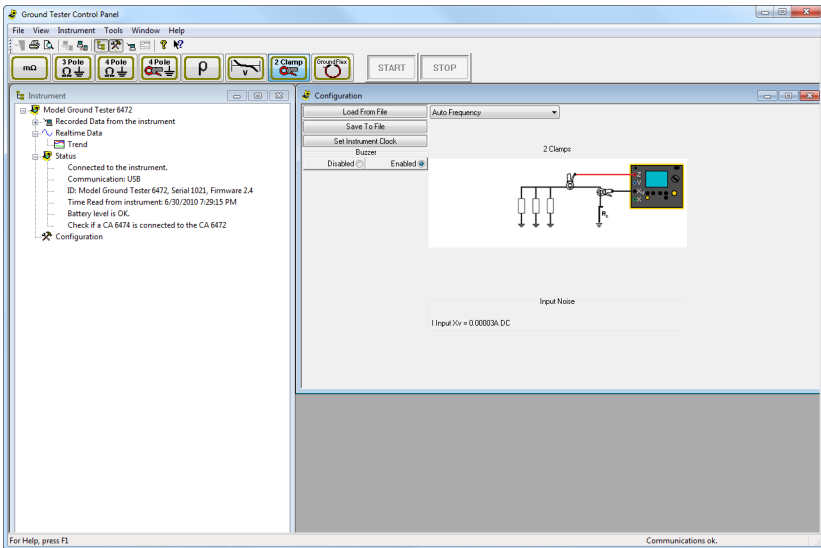 Ground Tester Control Panel
File View Instrument Tools Window Help
mΩ
3 Pole
Ω
4 Pole
Ω
4 Pole
ρ
V
2 Clamp
GroundFlex
START
STOP
Instrument
Model Ground Tester 6472
Recorded Data from the instrument
Realtime Data
Trend
Status
Connected to the instrument.
Communication: USB
ID: Model Ground Tester 6472, Serial 1021, Firmware 2.4
Time Read from instrument: 6/30/2010 7:29:15 PM
Battery level is OK.
Check if a CA 6474 is connected to the CA 6472
Configuration
Configuration
Load From File
Save To File
Set Instrument Clock
Buzzer
Disabled Enabled
Auto Frequency
2 Clamps
Z
Y
Xv
X
Input Noise
I Input Xv = 0.00003A DC
For Help, press F1
Communications ok.